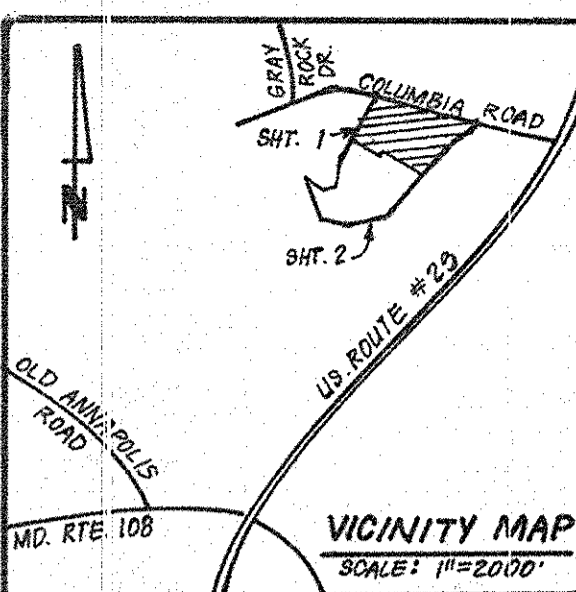 GRAY
ROCK
DR.
COLUMBIA ROAD
SHT. 1
SHT. 2
N
U.S. ROUTE #29
OLD ANNAPOLIS
ROAD
MD. RTE. 108
VICINITY MAP
SCALE: 1"=2000'